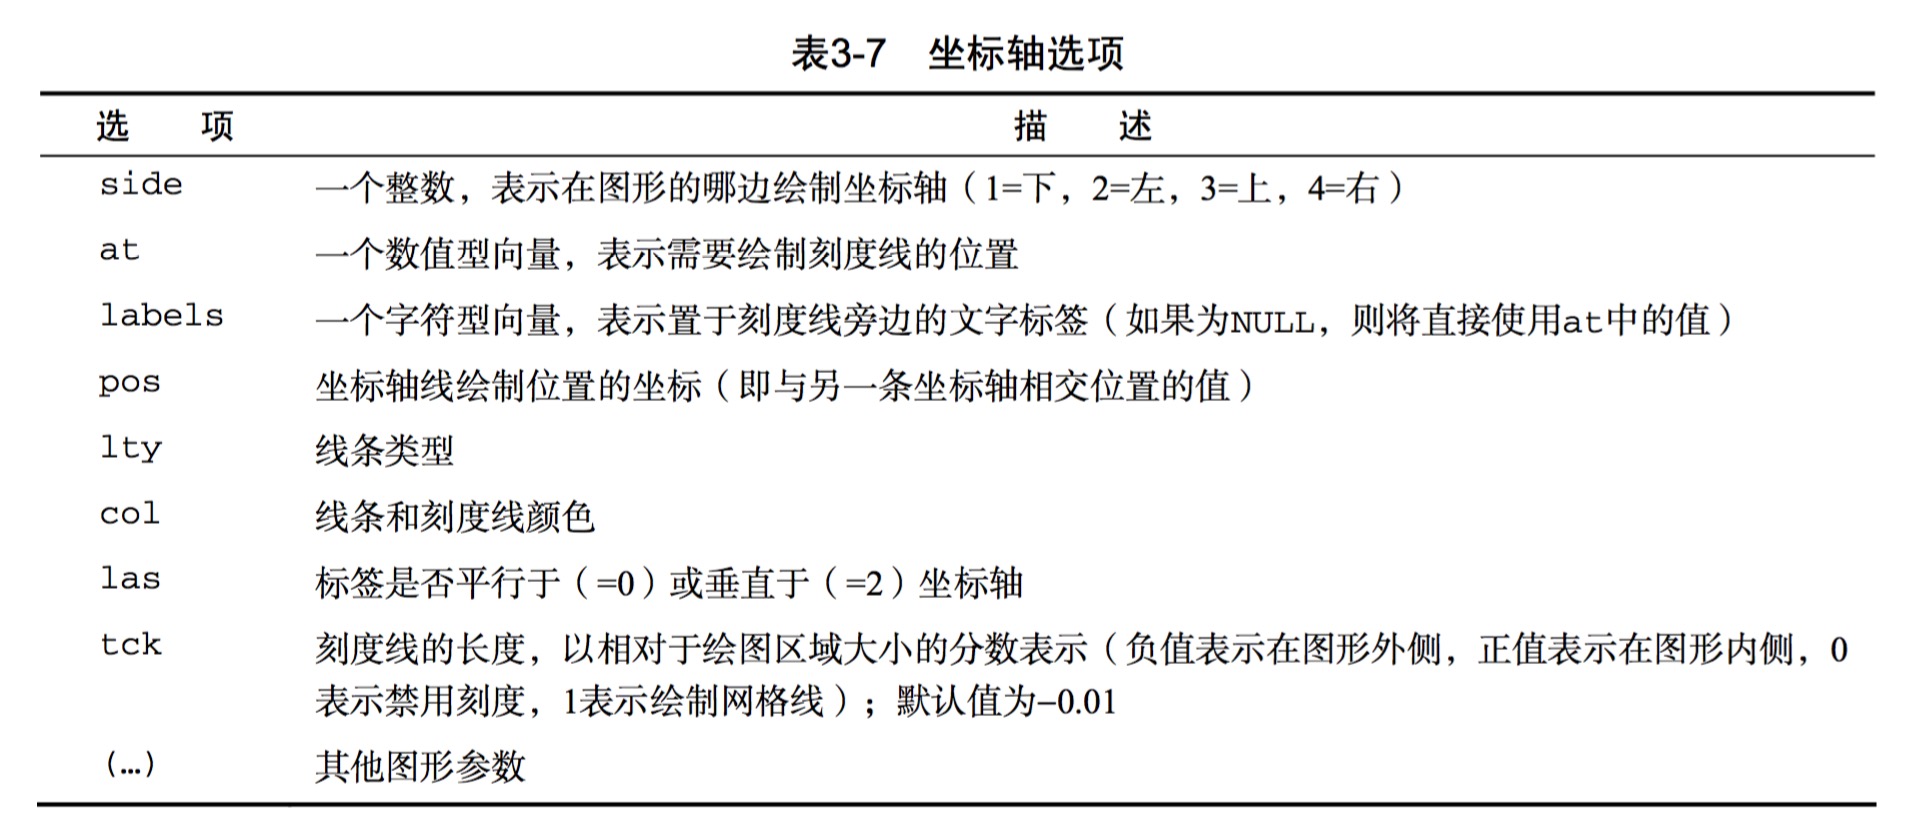 表3-7 坐标轴选项
选 项 描 述
side 一个整数，表示在图形的哪边绘制坐标轴（1=下，2=左，3=上，4=右）
at 一个数值型向量，表示需要绘制刻度线的位置
labels 一个字符型向量，表示置于刻度线旁边的文字标签（如果为NULL，则将直接使用at中的值）
pos 坐标轴线绘制位置的坐标（即与另一条坐标轴相交位置的值）
lty 线条类型
col 线条和刻度线颜色
las 标签是否平行于（=0）或垂直于（=2）坐标轴
tck 刻度线的长度，以相对于绘图区域大小的分数表示（负值表示在图形外侧，正值表示在图形内侧，0
表示禁用刻度，1表示绘制网格线）；默认值为–0.01
(…) 其他图形参数